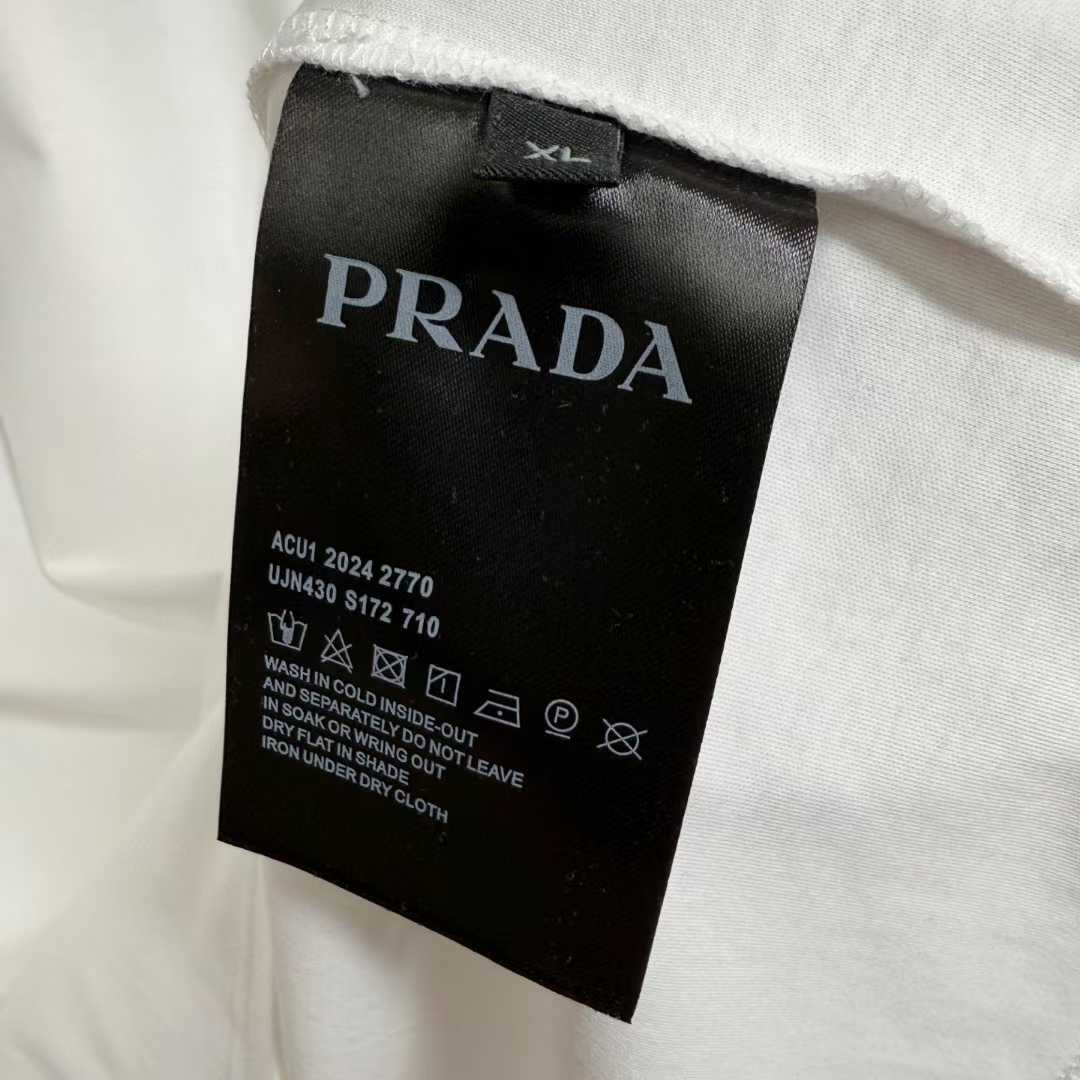 XL
PRADA
ACU1 2024 2770
UJN430 S172 710
P
WASH IN COLD INSIDE-OUT
AND SEPARATELY DO NOT LEAVE
IN SOAK OR WRING OUT
DRY FLAT IN SHADE
IRON UNDER DRY CLOTH